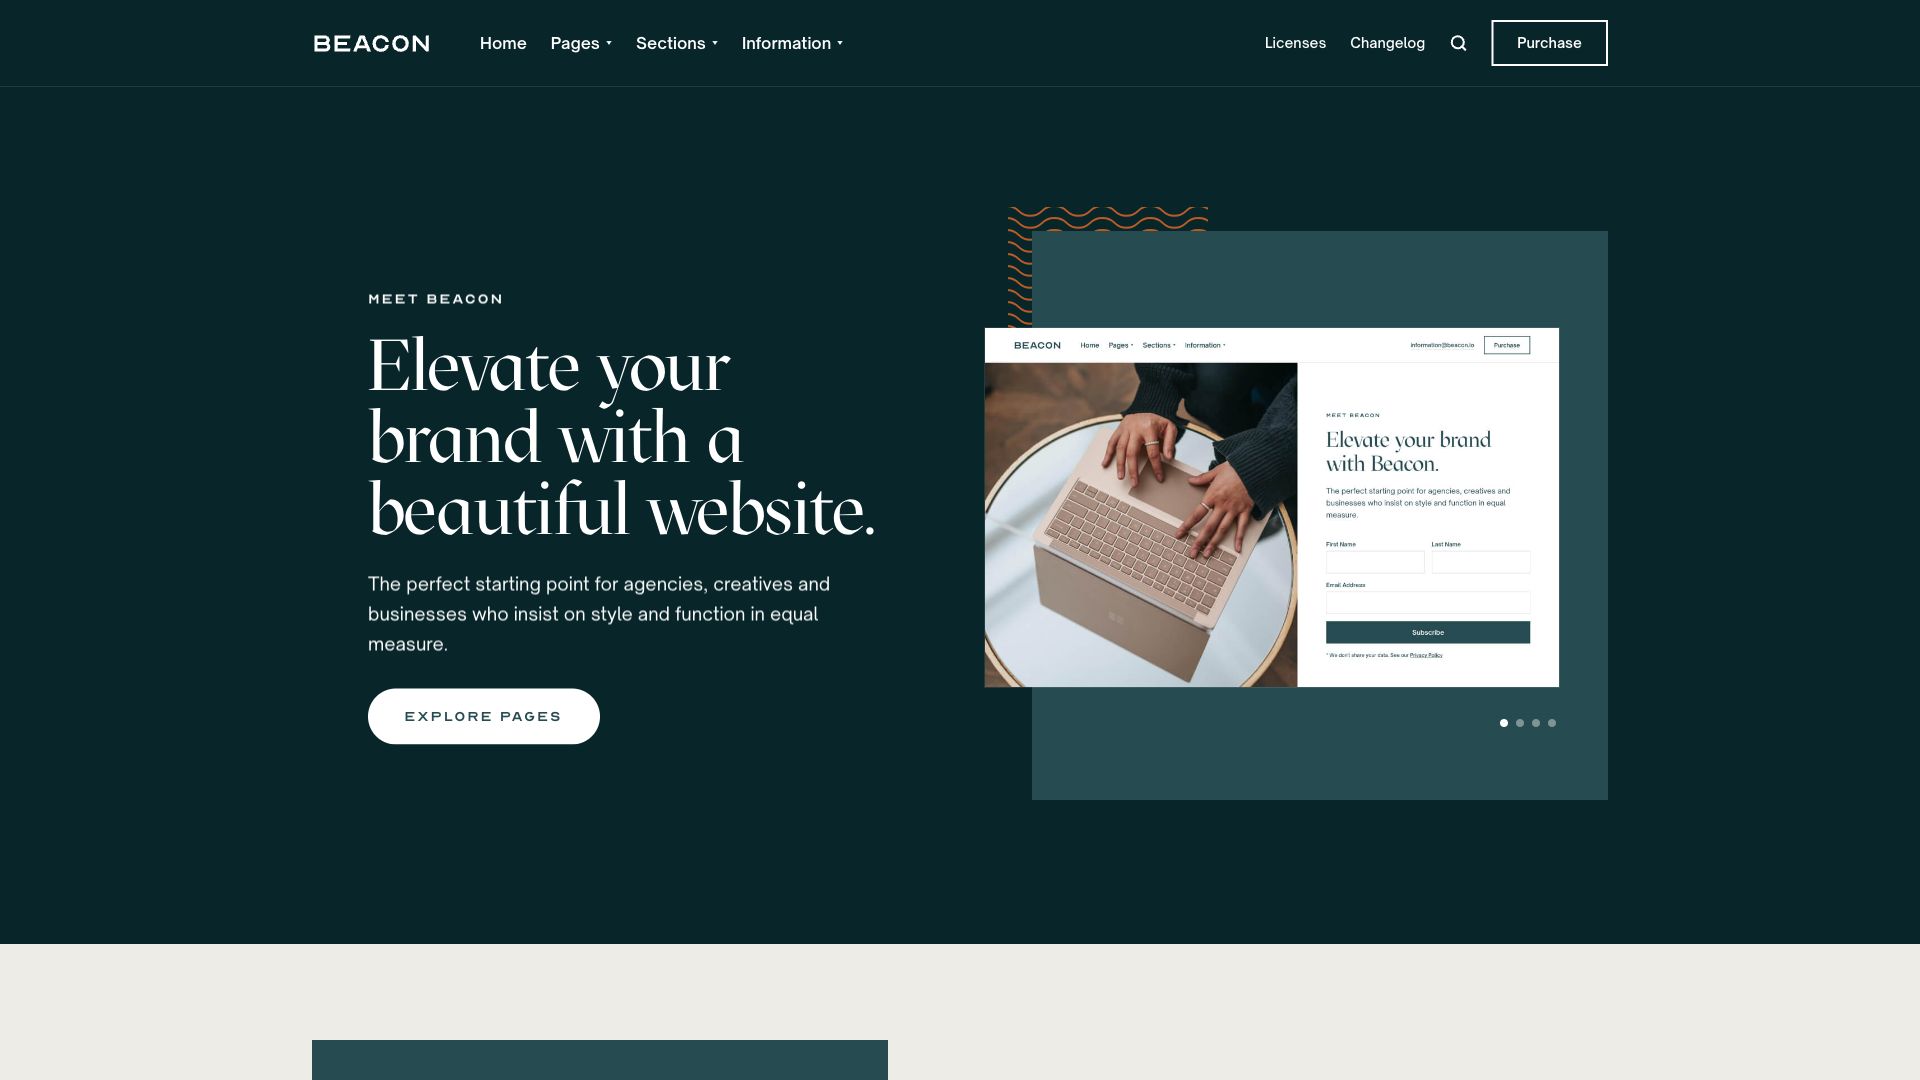 BEACON
Home
Pages
Sections
Information
Licenses
Changelog
Purchase
MEET BEACON
Elevate your
brand with a
beautiful website.
The perfect starting point for agencies, creatives and
businesses who insist on style and function in equal
measure.
EXPLORE PAGES
BEACON
Home
Pages
Sections
Information
information@beacon.io
Purchase
MEET BEACON
Elevate your brand
with Beacon.
The perfect starting point for agencies, creatives and
businesses who insist on style and function in equal
measure.
First Name
Last Name
Email Address
Subscribe
* We don't share your data. See our Privacy Policy